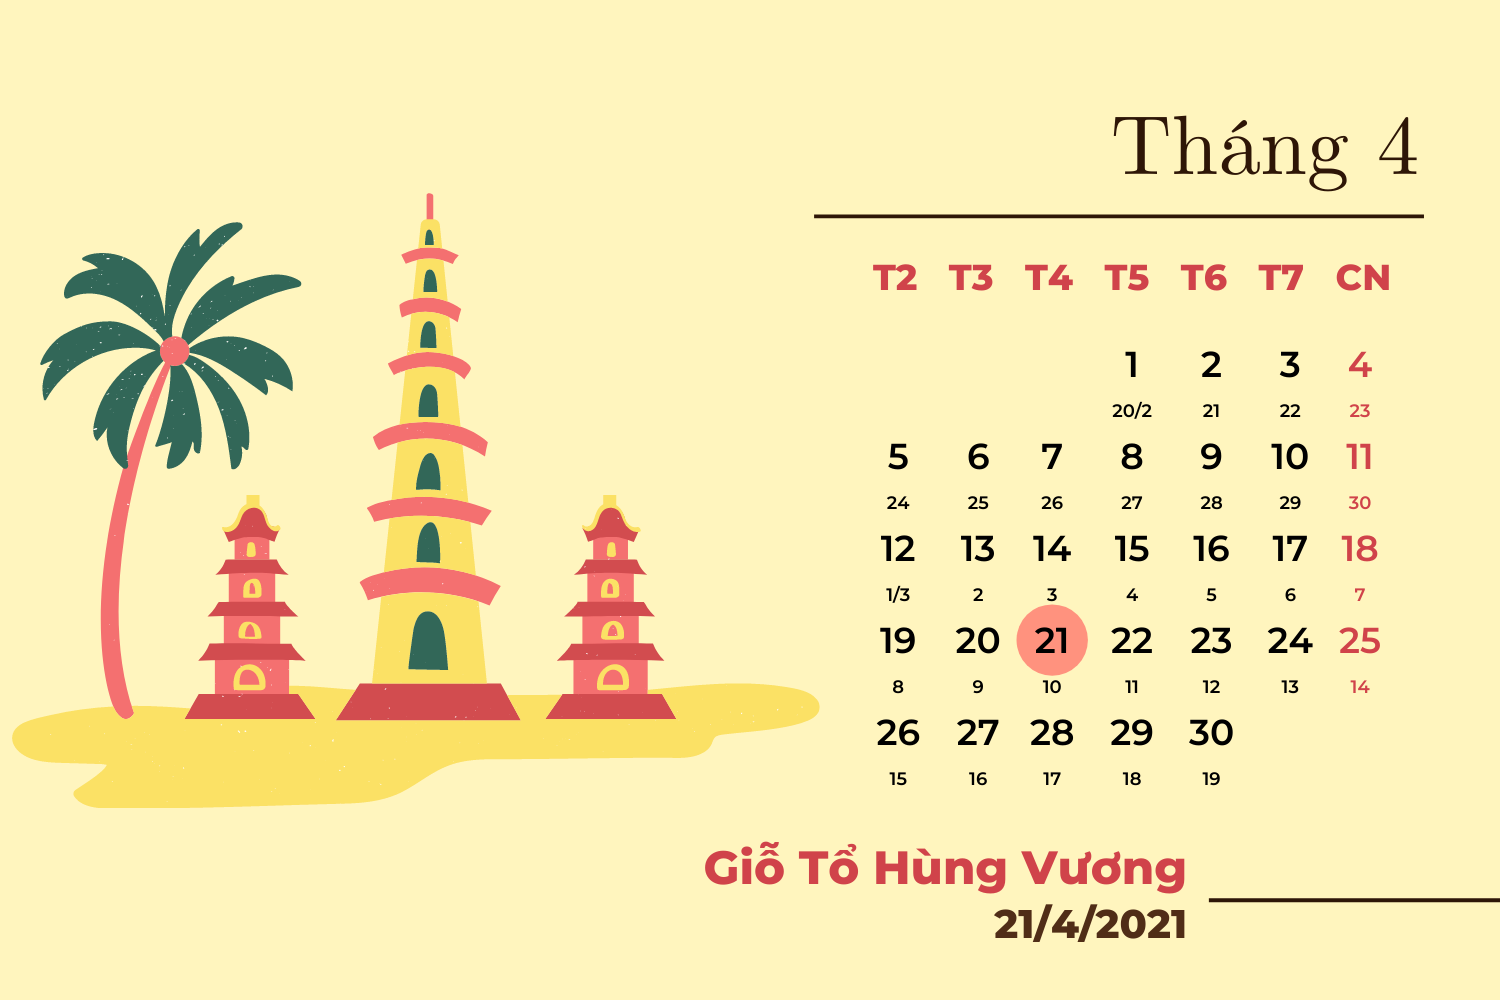 Tháng 4
T2 T3 T4 T5 T6 T7 CN
1 2 3 4
20/2 21 22 23
5 6 7 8 9 10 11
24 25 26 27 28 29 30
12 13 14 15 16 17 18
1/3 2 3 4 5 6 7
19 20 21 22 23 24 25
8 9 10 11 12 13 14
26 27 28 29 30
15 16 17 18 19
Giỗ Tổ Hùng Vương
21/4/2021